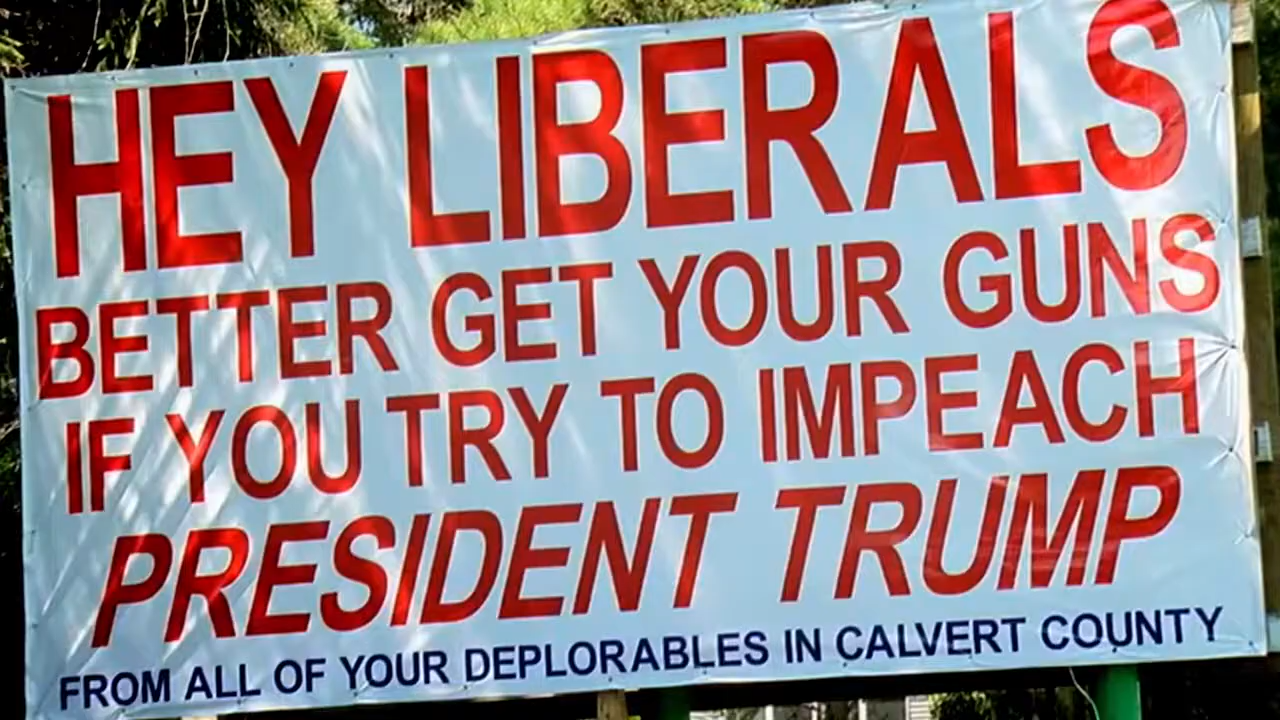 HEY LIBERALS
BETTER GET YOUR GUNS
IF YOU TRY TO IMPEACH
PRESIDENT TRUMP
FROM ALL OF YOUR DEPLORABLES IN CALVERT COUNTY